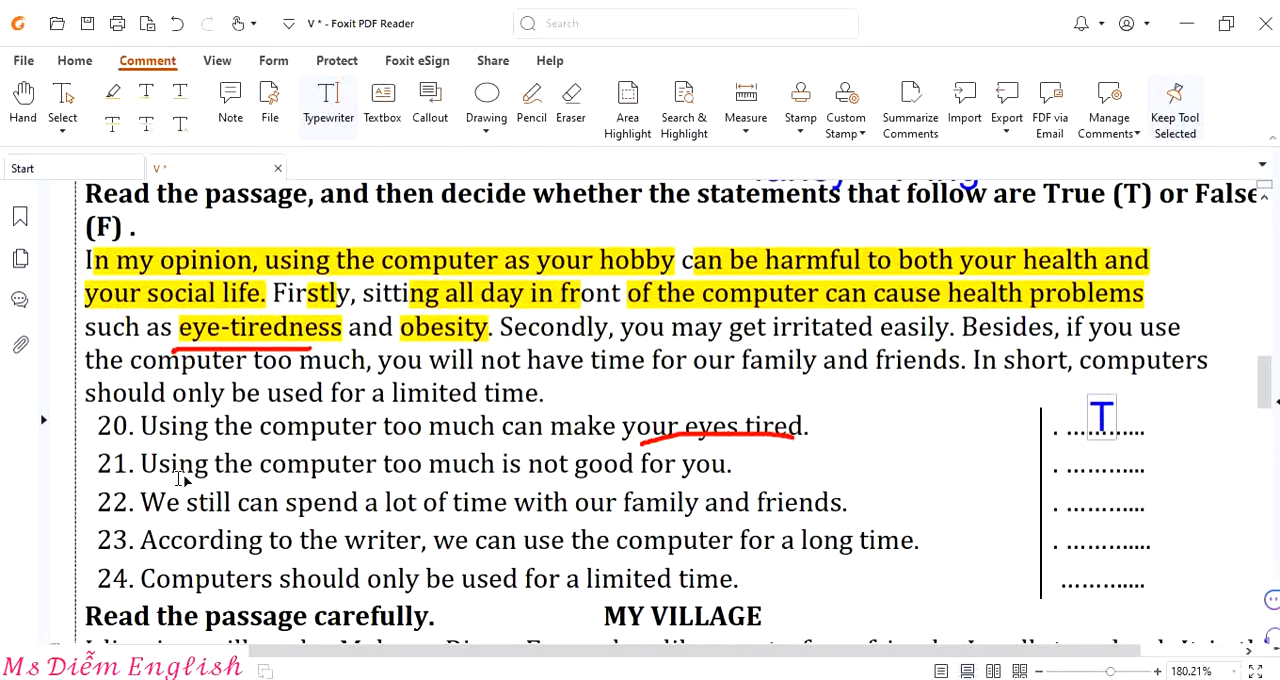 V * - Foxit PDF Reader
Search
File Home Comment View Form Protect Foxit eSign Share Help
Hand Select Note File Typewriter Textbox Callout Drawing Pencil Eraser Area Highlight Search & Highlight Measure Stamp Custom Stamp Summarize Comments Import Export PDF via Email Manage Comments Keep Tool Selected
Start V *
Read the passage, and then decide whether the statements that follow are True (T) or False
(F) .
In my opinion, using the computer as your hobby can be harmful to both your health and
your social life. Firstly, sitting all day in front of the computer can cause health problems
such as eye-tiredness and obesity. Secondly, you may get irritated easily. Besides, if you use
the computer too much, you will not have time for our family and friends. In short, computers
should only be used for a limited time.
20. Using the computer too much can make your eyes tired. . ............ T
21. Using the computer too much is not good for you. . ............
22. We still can spend a lot of time with our family and friends. . ............
23. According to the writer, we can use the computer for a long time. . ............
24. Computers should only be used for a limited time. ............
Read the passage carefully. MY VILLAGE
Ms Diễm English
180.21%